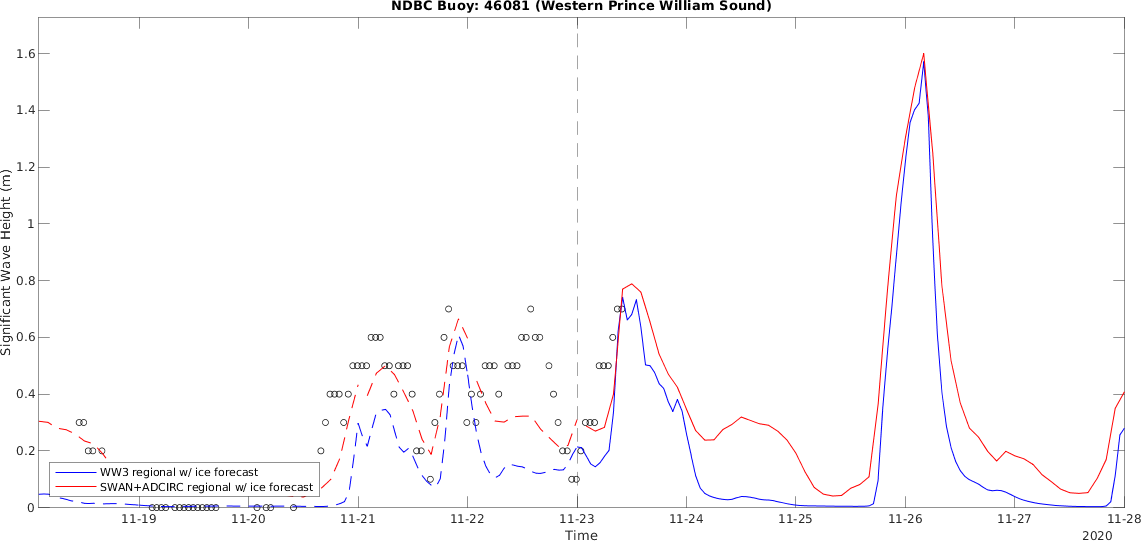 NDBC Buoy: 46081 (Western Prince William Sound)
Significant Wave Height (m)
1.6
1.4
1.2
1
0.8
0.6
0.4
0.2
0
WW3 regional w/ ice forecast
SWAN+ADCIRC regional w/ ice forecast
11-19 11-20 11-21 11-22 11-23 11-24 11-25 11-26 11-27 11-28
Time
2020